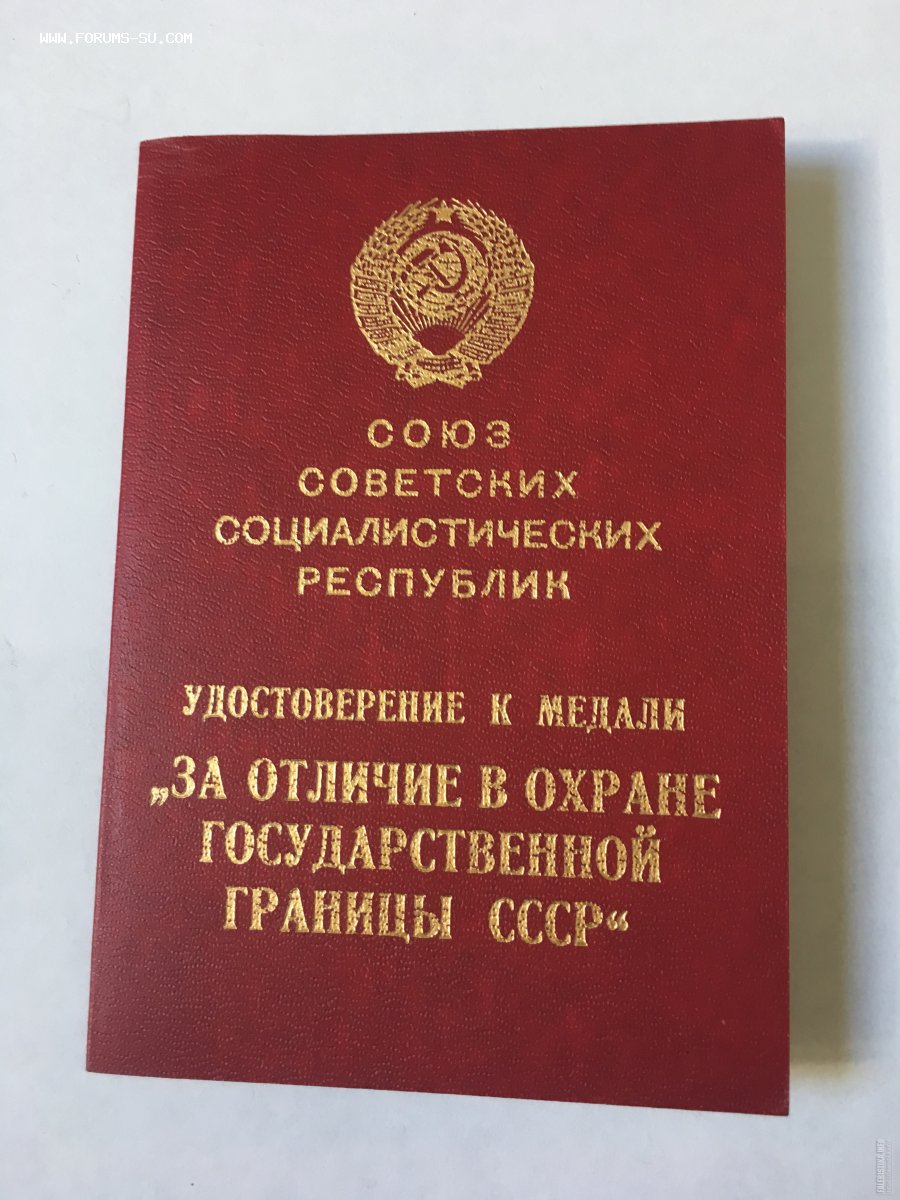 WWW.FORUMS-SU.COM
СОЮЗ
СОВЕТСКИХ
СОЦИАЛИСТИЧЕСКИХ
РЕСПУБЛИК
УДОСТОВЕРЕНИЕ К МЕДАЛИ
„ЗА ОТЛИЧИЕ В ОХРАНЕ
ГОСУДАРСТВЕННОЙ
ГРАНИЦЫ СССР“